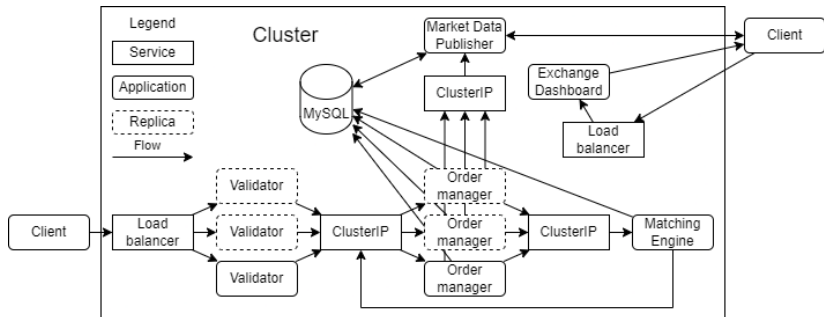 Legend
Service
Application
Replica
Flow
Cluster
Market Data
Publisher
Client
MySQL
ClusterIP
Exchange
Dashboard
Load
balancer
Validator
Order
manager
Client
Load
balancer
Validator
ClusterIP
Order
manager
ClusterIP
Matching
Engine
Validator
Order
manager